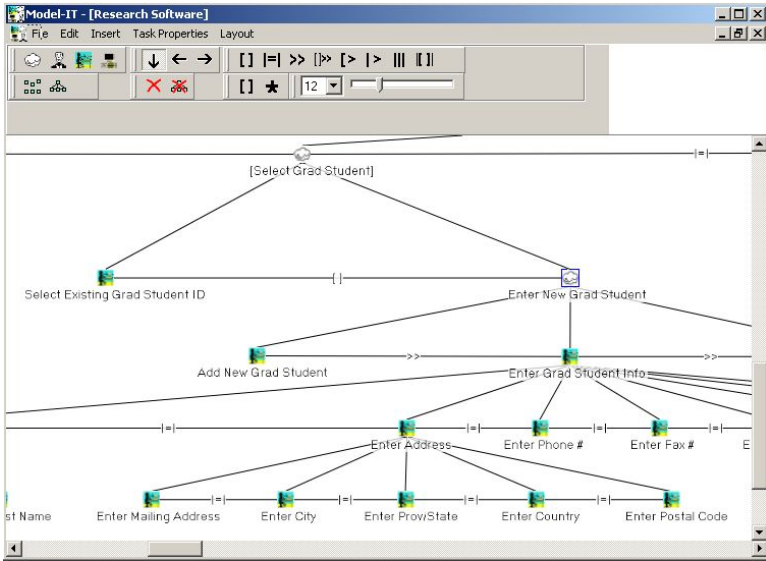 Model-IT - [Research Software]
File Edit Insert Task Properties Layout
[ ] |=| >> []>> [> |> ||| |[ ]|
[ ] * 12
|=|
[Select Grad Student]
[ ]
Select Existing Grad Student ID Enter New Grad Student
>> >>
Add New Grad Student Enter Grad Student Info
|=| |=| |=| |=|
Enter Address Enter Phone # Enter Fax # E
|=| |=| |=| |=|
st Name Enter Mailing Address Enter City Enter Prov/State Enter Country Enter Postal Code